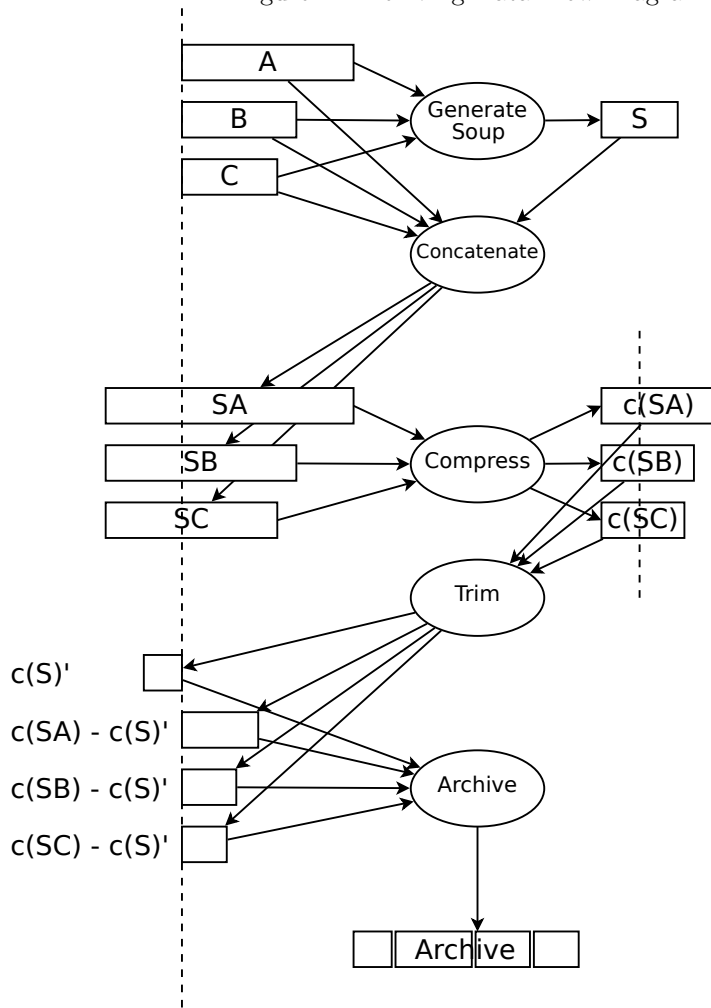 A
B
C
Generate
Soup
S
Concatenate
SA
SB
SC
Compress
c(SA)
c(SB)
c(SC)
Trim
c(S)'
c(SA) - c(S)'
c(SB) - c(S)'
c(SC) - c(S)'
Archive
Archive